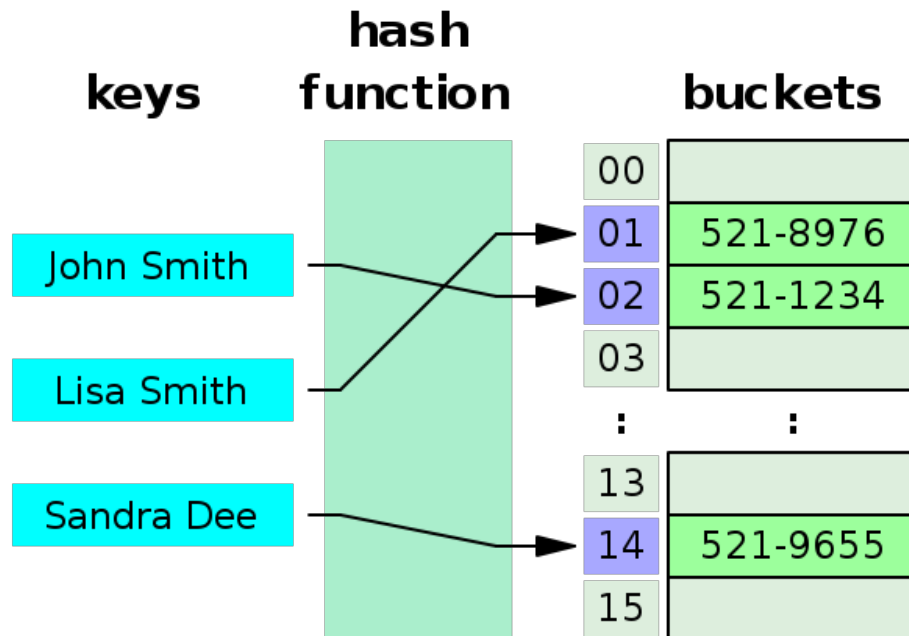 hash
keys function buckets
00
01 521-8976
John Smith
02 521-1234
03
Lisa Smith
: :
13
Sandra Dee
14 521-9655
15